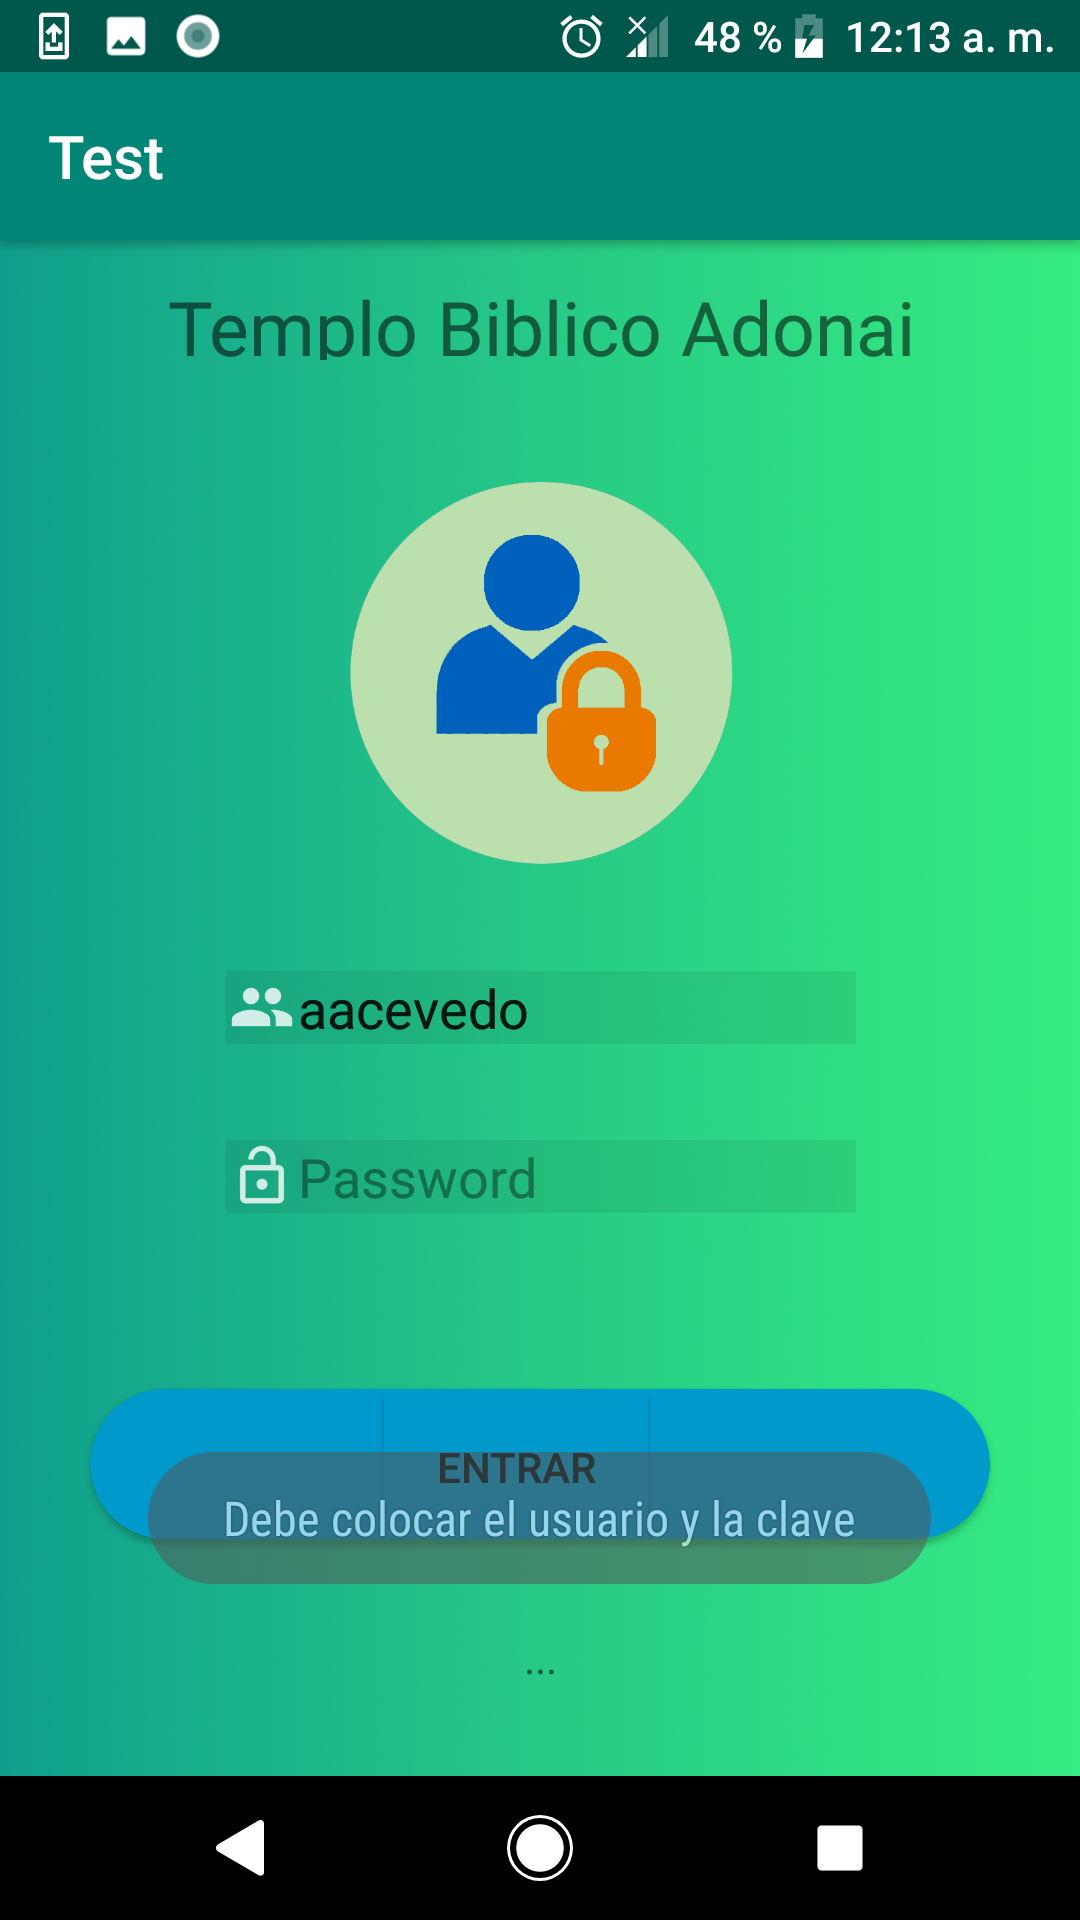 48 % 12:13 a. m.
Test
Templo Biblico Adonai
aacevedo
Password
ENTRAR
Debe colocar el usuario y la clave
...